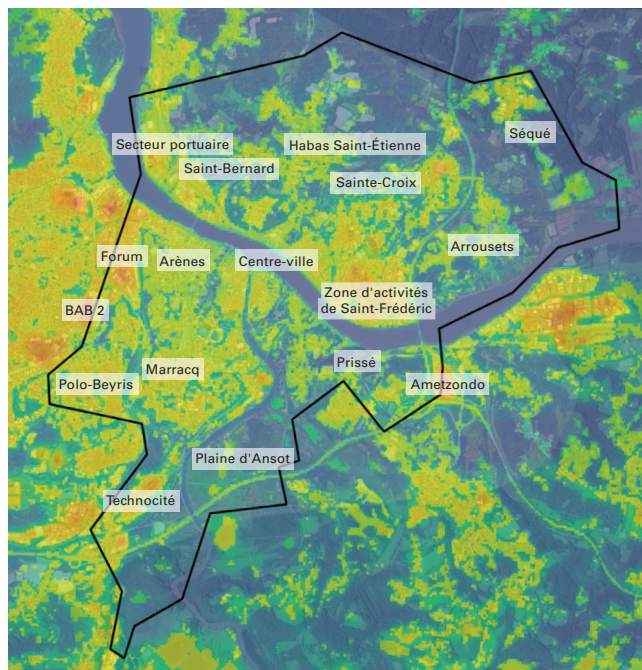 Séqué
Secteur portuaire
Habas Saint-Étienne
Saint-Bernard
Sainte-Croix
Arrousets
Forum
Arènes
Centre-ville
Zone d'activités
de Saint-Frédéric
BAB 2
Prissé
Marracq
Polo-Beyris
Ametzondo
Plaine d'Ansot
Technocité